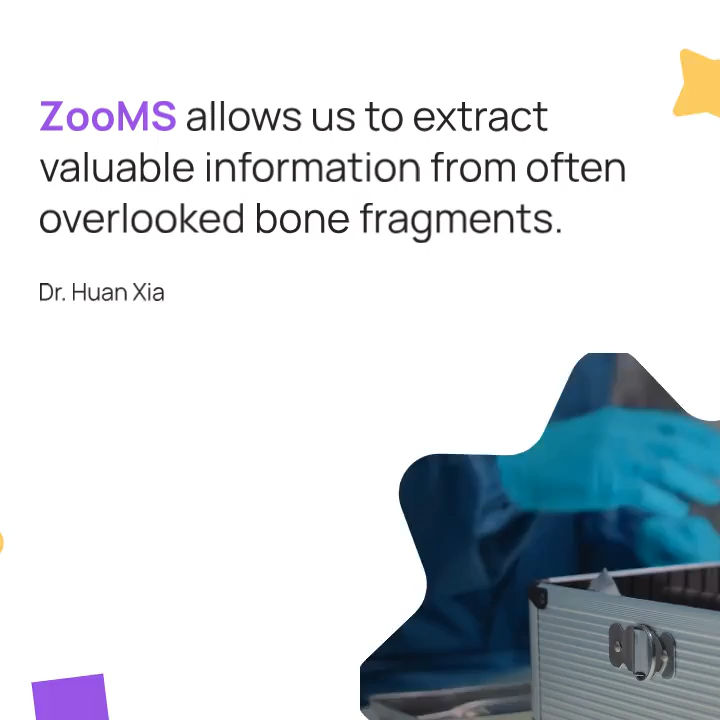 ZooMS allows us to extract
valuable information from often
overlooked bone fragments.
Dr. Huan Xia